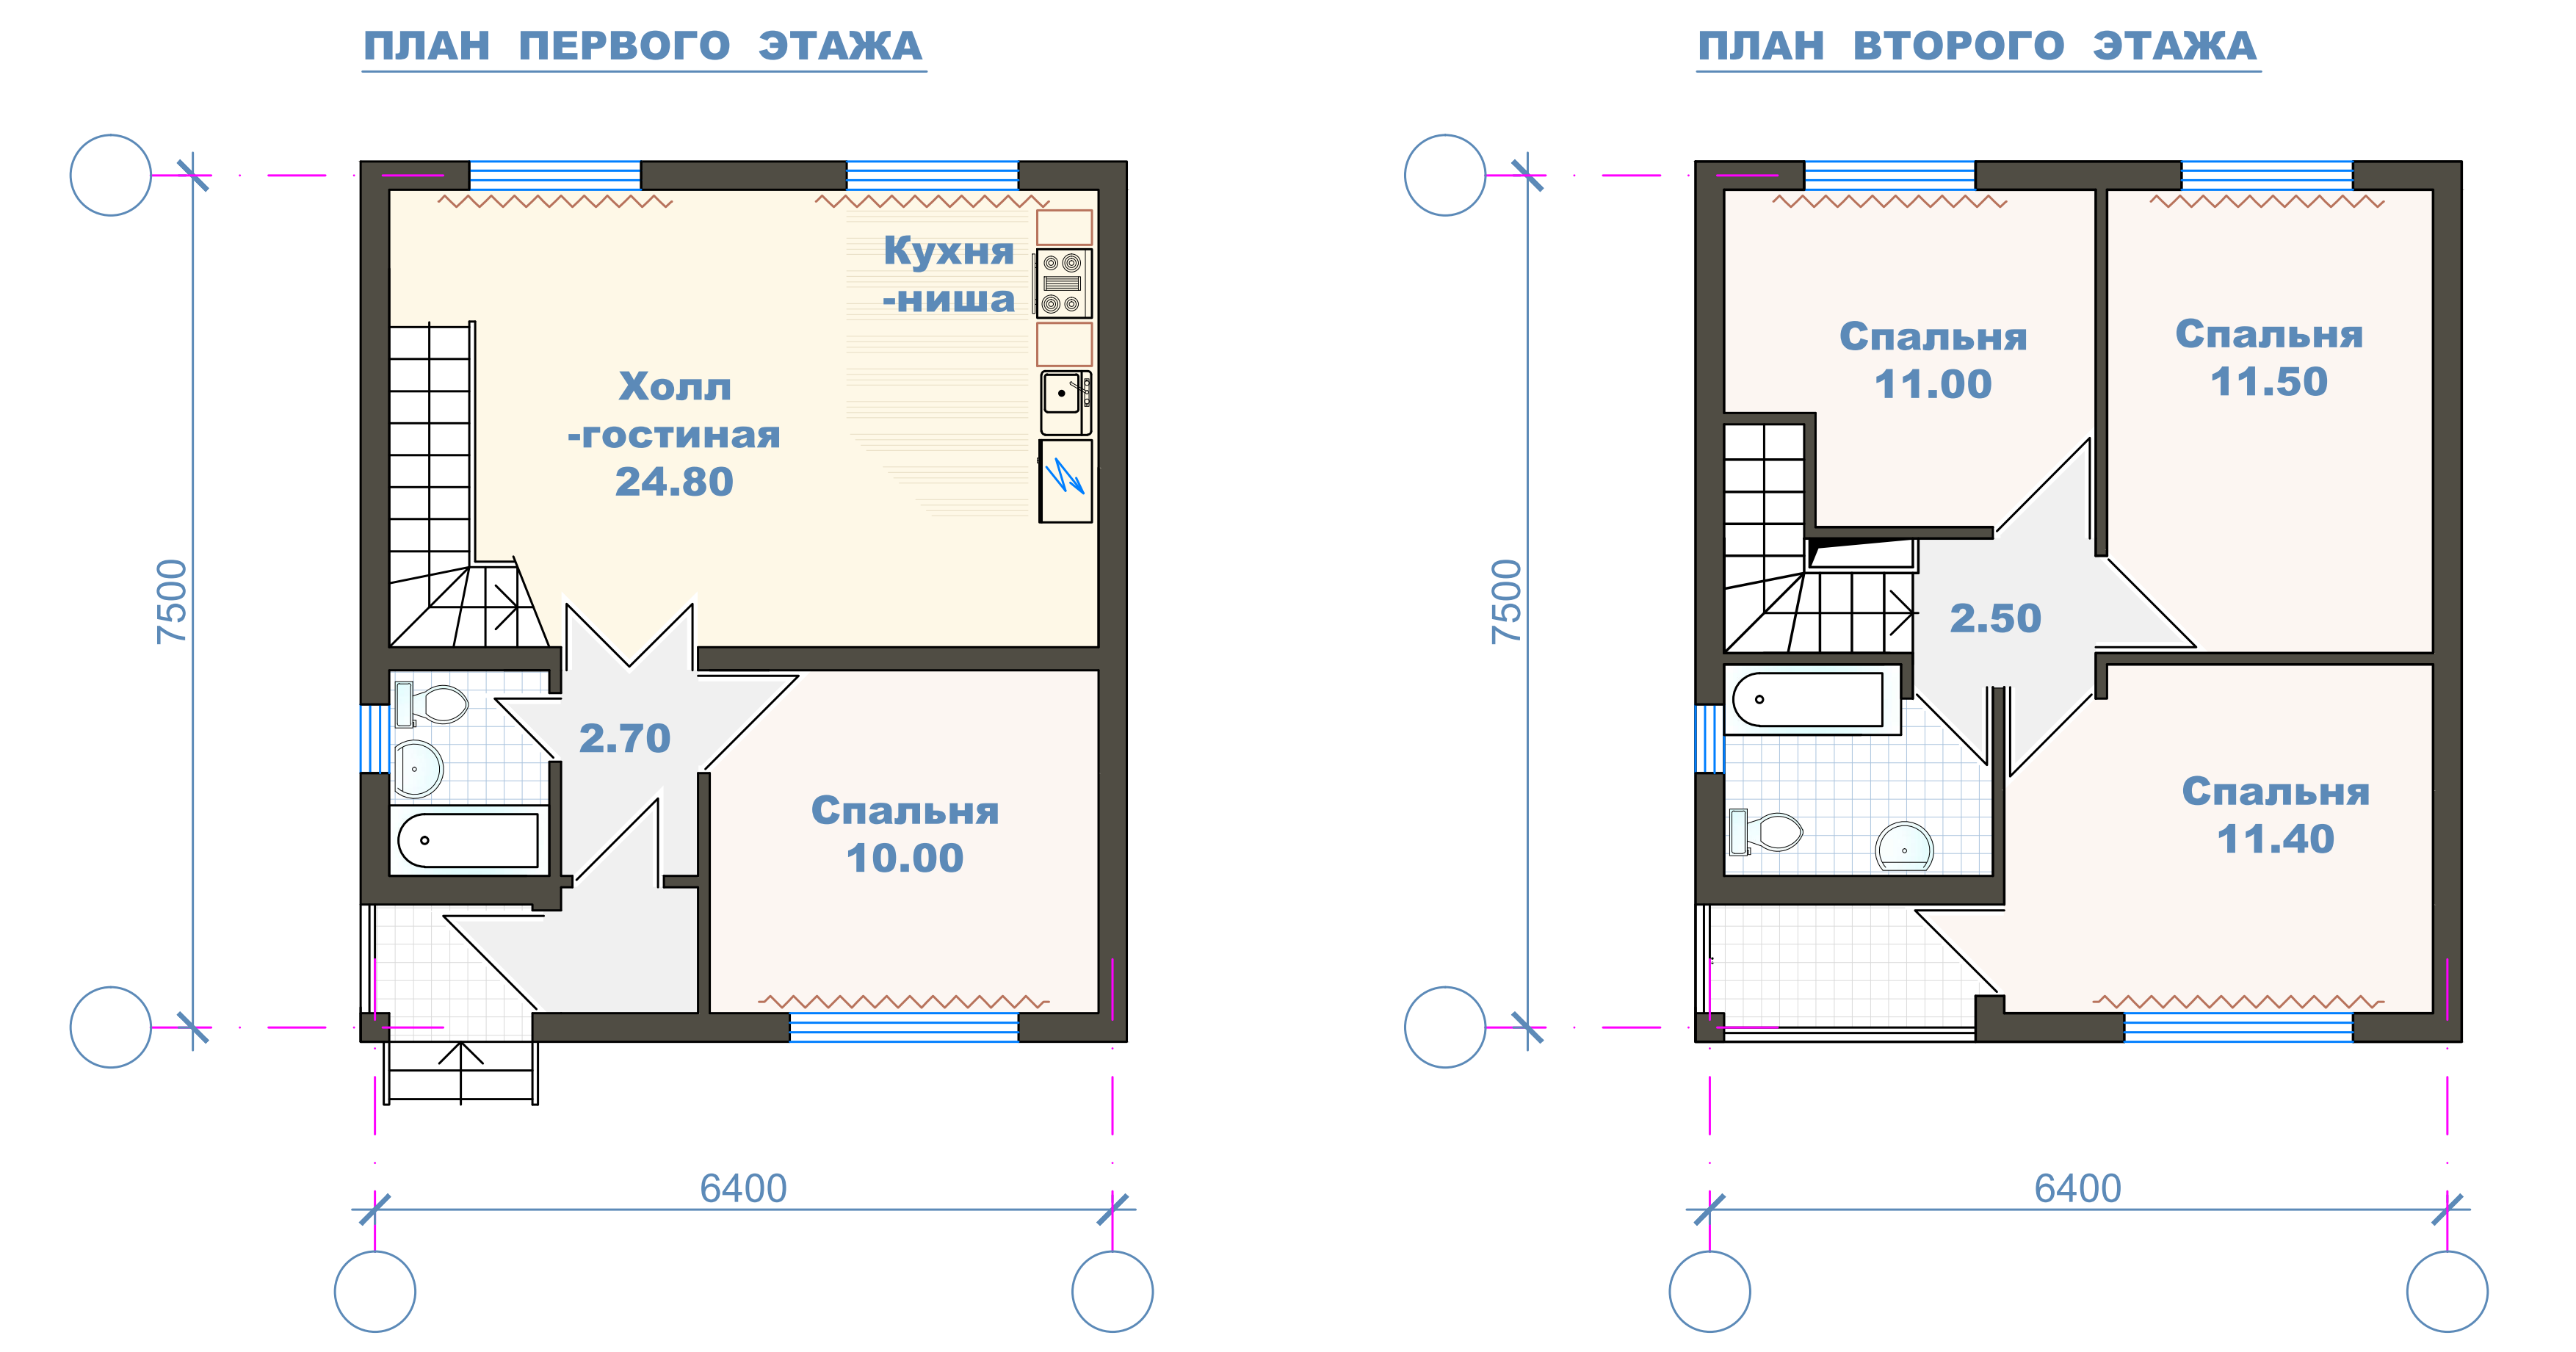 ПЛАН ПЕРВОГО ЭТАЖА
Кухня
-ниша
Холл
-гостиная
24.80
2.70
Спальня
10.00
7500
6400
ПЛАН ВТОРОГО ЭТАЖА
Спальня
11.00
Спальня
11.50
2.50
Спальня
11.40
7500
6400